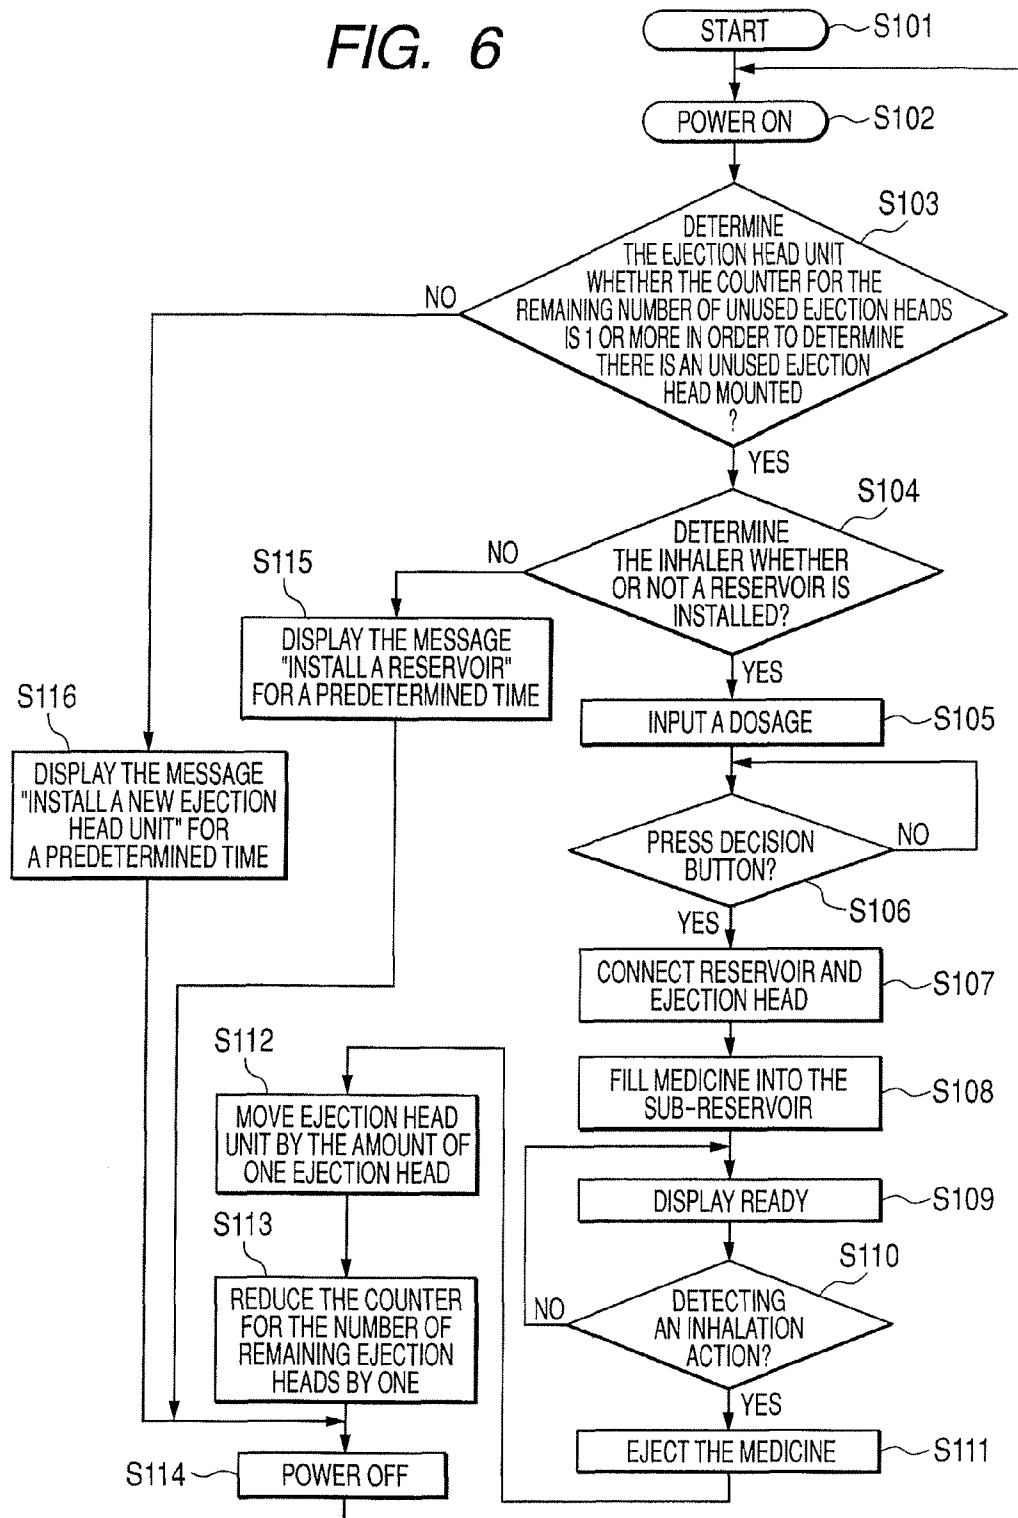 FIG. 6
START
S101
POWER ON
S102
S103
DETERMINE
THE EJECTION HEAD UNIT
WHETHER THE COUNTER FOR THE
REMAINING NUMBER OF UNUSED EJECTION HEADS
IS 1 OR MORE IN ORDER TO DETERMINE
THERE IS AN UNUSED EJECTION
HEAD MOUNTED
?
NO
YES
S104
DETERMINE
THE INHALER WHETHER
OR NOT A RESERVOIR IS
INSTALLED?
NO
YES
S115
DISPLAY THE MESSAGE
"INSTALL A RESERVOIR"
FOR A PREDETERMINED TIME
S116
DISPLAY THE MESSAGE
"INSTALL A NEW EJECTION
HEAD UNIT" FOR
A PREDETERMINED TIME
INPUT A DOSAGE
S105
PRESS DECISION
BUTTON?
NO
S106
YES
CONNECT RESERVOIR AND
EJECTION HEAD
S107
FILL MEDICINE INTO THE
SUB-RESERVOIR
S108
DISPLAY READY
S109
S110
DETECTING
AN INHALATION
ACTION?
NO
YES
EJECT THE MEDICINE
S111
S112
MOVE EJECTION HEAD
UNIT BY THE AMOUNT OF
ONE EJECTION HEAD
S113
REDUCE THE COUNTER
FOR THE NUMBER OF
REMAINING EJECTION
HEADS BY ONE
S114
POWER OFF